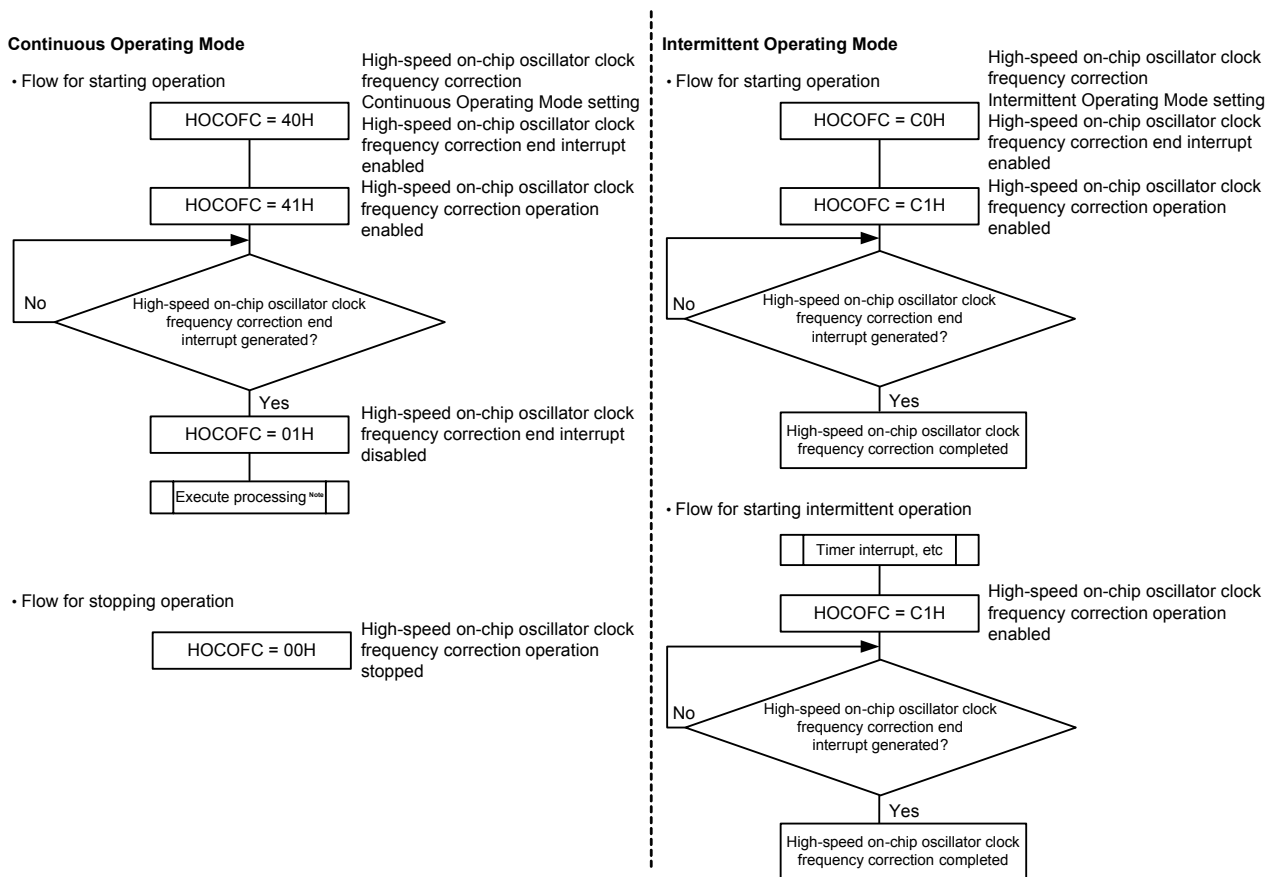 Continuous Operating Mode
• Flow for starting operation
High-speed on-chip oscillator clock
frequency correction
Continuous Operating Mode setting
High-speed on-chip oscillator clock
frequency correction end interrupt
enabled
HOCOFC = 40H
HOCOFC = 41H
High-speed on-chip oscillator clock
frequency correction operation
enabled
No
High-speed on-chip oscillator clock
frequency correction end
interrupt generated?
Yes
HOCOFC = 01H
High-speed on-chip oscillator clock
frequency correction end interrupt
disabled
Execute processing Note
• Flow for stopping operation
HOCOFC = 00H
High-speed on-chip oscillator clock
frequency correction operation
stopped
Intermittent Operating Mode
• Flow for starting operation
High-speed on-chip oscillator clock
frequency correction
Intermittent Operating Mode setting
High-speed on-chip oscillator clock
frequency correction end interrupt
enabled
HOCOFC = C0H
HOCOFC = C1H
High-speed on-chip oscillator clock
frequency correction operation
enabled
No
High-speed on-chip oscillator clock
frequency correction end
interrupt generated?
Yes
High-speed on-chip oscillator clock
frequency correction completed
• Flow for starting intermittent operation
Timer interrupt, etc
HOCOFC = C1H
High-speed on-chip oscillator clock
frequency correction operation
enabled
No
High-speed on-chip oscillator clock
frequency correction end
interrupt generated?
Yes
High-speed on-chip oscillator clock
frequency correction completed